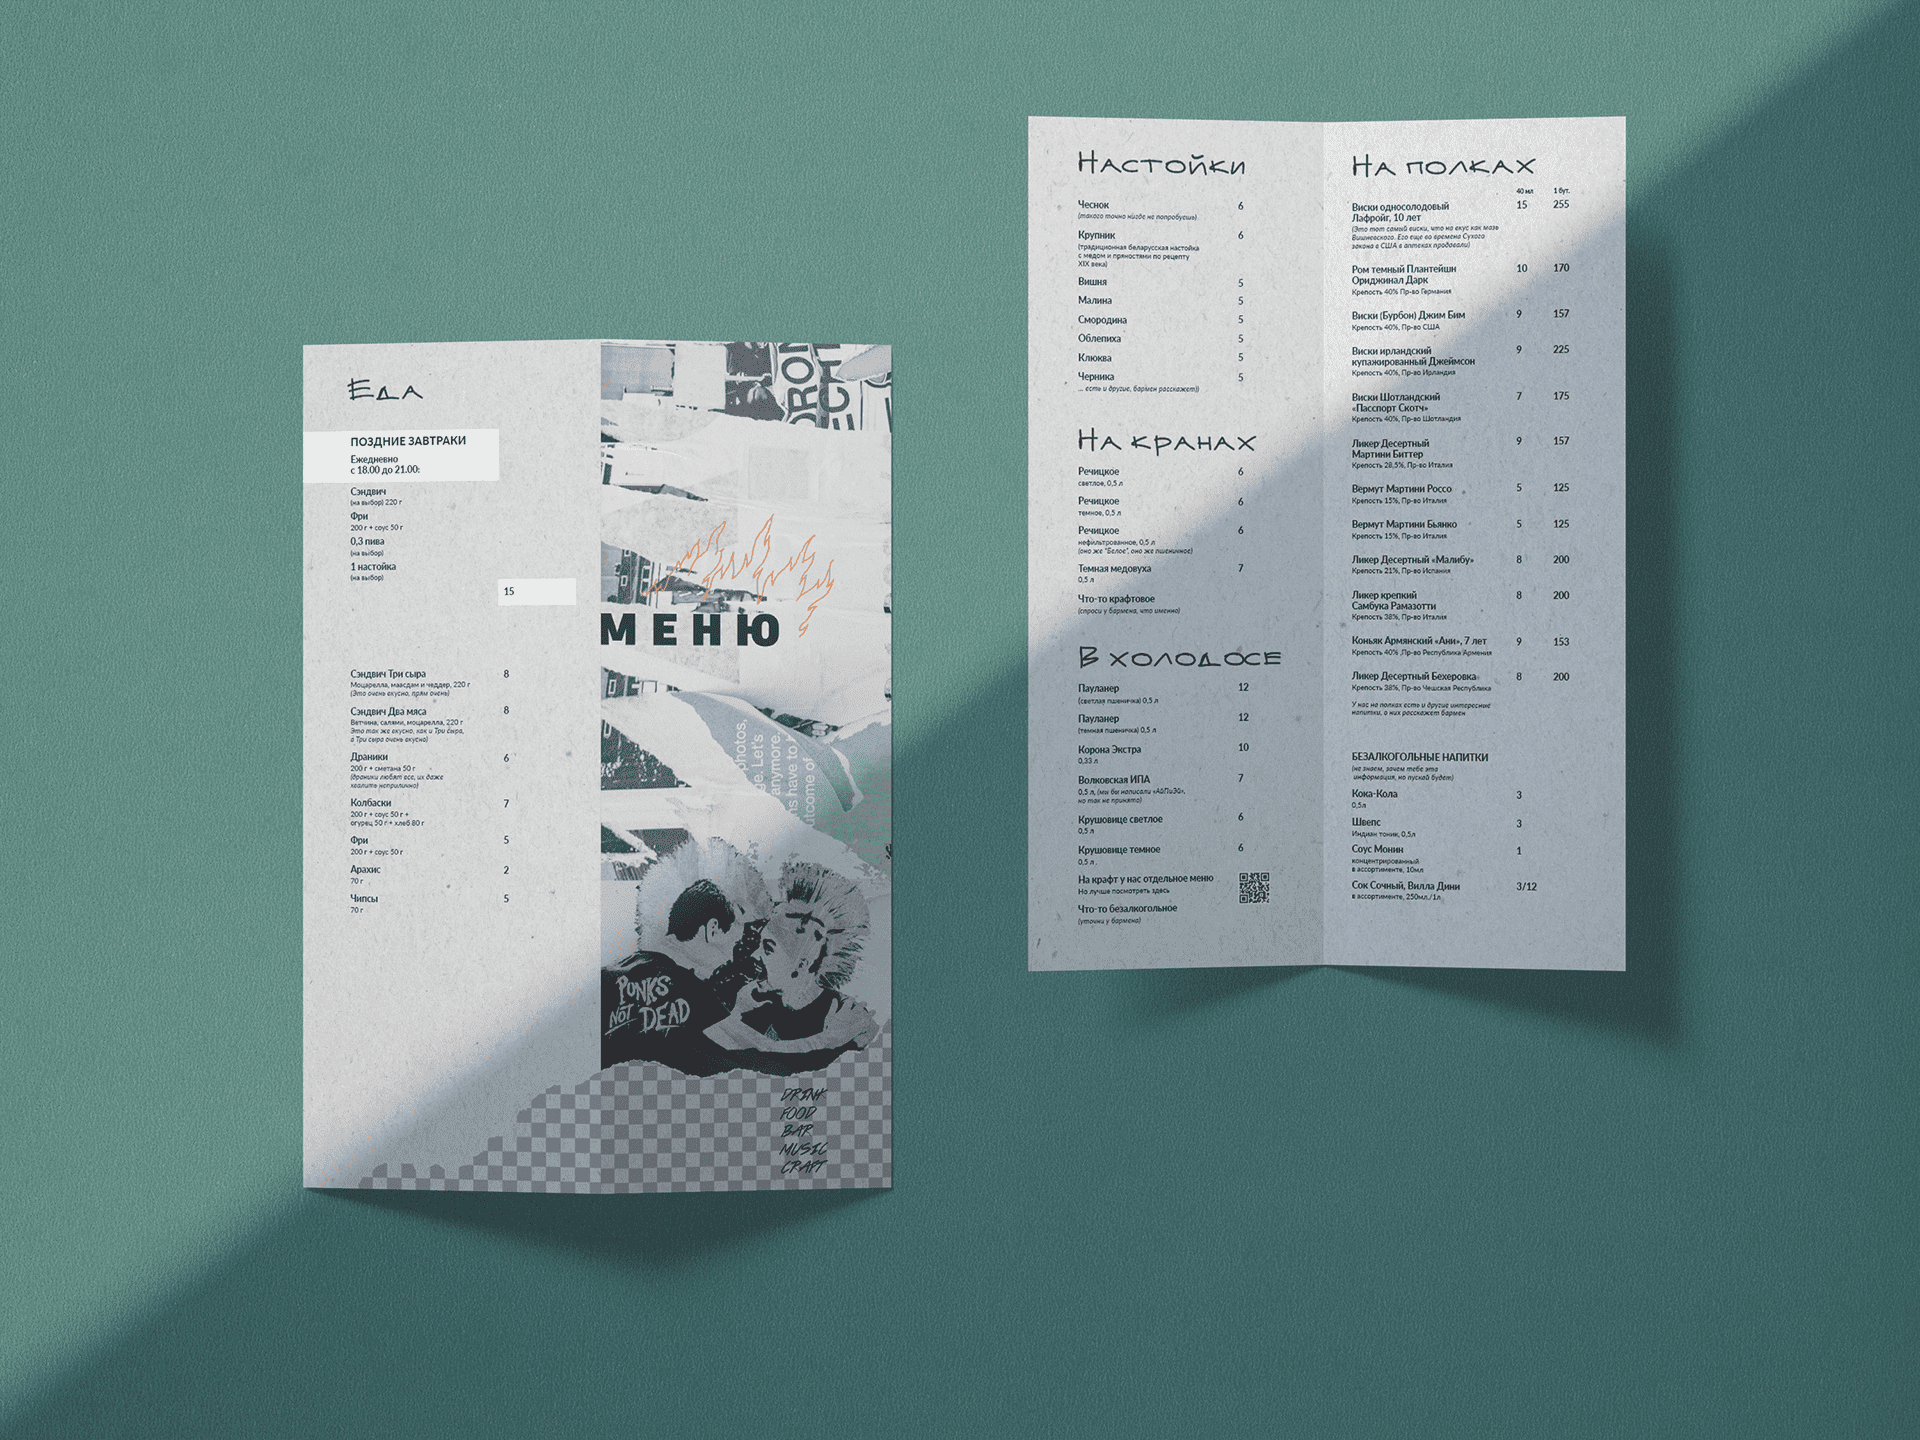 Еда
ПОЗДНИЕ ЗАВТРАКИ
Ежедневно
с 18.00 до 21.00:
Сэндвич
(на выбор) 220 г
Фри
200 г + соус 50 г
0,3 пива
(на выбор)
1 настойка
(на выбор)
15
Сэндвич Три сыра 8
Моцарелла, маасдам и чеддер, 220 г
(Это очень вкусно, прям очень)
Сэндвич Два мяса 8
Ветчина, салями, моцарелла, 220 г
Это так же вкусно, как и Три сыра,
а Три сыра очень вкусно)
Драники 6
200 г + сметана 50 г
(драники любят все, их даже
хвалить неприлично)
Колбаски 7
200 г + соус 50 г +
огурец 50 г + хлеб 80 г
Фри 5
200 г + соус 50 г
Арахис 2
70 г
Чипсы 5
70 г
МЕНЮ
photos,
ge. Let's
anymore.
ns have to
utcome of
PUNKS
NOT DEAD
DRINK
FOOD
BAR
MUSIC
CRAFT
Настойки
Чеснок 6
(такого точно нигде не попробуешь)
Крупник 6
(традиционная беларусская настойка
с медом и пряностями по рецепту
XIX века)
Вишня 5
Малина 5
Смородина 5
Облепиха 5
Клюква 5
Черника 5
... есть и другие, бармен расскажет))
На кранах
Речицкое 6
светлое, 0,5 л
Речицкое 6
темное, 0,5 л
Речицкое 6
нефильтрованное, 0,5 л
(оно же "Белое", оно же пшеничное)
Темная медовуха 7
0,5 л
Что-то крафтовое
(спроси у бармена, что именно)
В холодосе
Пауланер 12
(светлая пшеничка) 0,5 л
Пауланер 12
(темная пшеничка) 0,5 л
Корона Экстра 10
0,33 л
Волковская ИПА 7
0,5 л, (мы бы написали «АйПиЭй»,
но так не принято)
Крушовице светлое 6
0,5 л
Крушовице темное 6
0,5 л.
На крафт у нас отдельное меню
Но лучше посмотреть здесь
Что-то безалкогольное
(уточни у бармена)
На полках
40 мл 1 бут.
Виски односолодовый 15 255
Лафройг, 10 лет
(Это тот самый виски, что на вкус как мазь
Вишневского. Его еще во времена Сухого
закона в США в аптеках продавали)
Ром темный Плантейшн 10 170
Ориджинал Дарк
Крепость 40% Пр-во Германия
Виски (Бурбон) Джим Бим 9 157
Крепость 40%, Пр-во США
Виски ирландский 9 225
купажированный Джеймсон
Крепость 40%, Пр-во Ирландия
Виски Шотландский 7 175
«Пасспорт Скотч»
Крепость 40%, Пр-во Шотландия
Ликер Десертный 9 157
Мартини Биттер
Крепость 28,5%, Пр-во Италия
Вермут Мартини Россо 5 125
Крепость 15%, Пр-во Италия
Вермут Мартини Бьянко 5 125
Крепость 15%, Пр-во Италия
Ликер Десертный «Малибу» 8 200
Крепость 21%, Пр-во Испания
Ликер крепкий 8 200
Самбука Рамазотти
Крепость 38%, Пр-во Италия
Коньяк Армянский «Ани», 7 лет 9 153
Крепость 40% ,Пр-во Республика Армения
Ликер Десертный Бехеровка 8 200
Крепость 38%, Пр-во Чешская Республика
У нас на полках есть и другие интересные
напитки, о них расскажет бармен
БЕЗАЛКОГОЛЬНЫЕ НАПИТКИ
(не знаем, зачем тебе эта
информация, но пускай будет)
Кока-Кола 3
0,5л
Швепс 3
Индиан тоник, 0,5л
Соус Монин 1
концентрированный
в ассортименте, 10мл
Сок Сочный, Вилла Дини 3/12
в ассортименте, 250мл./1л